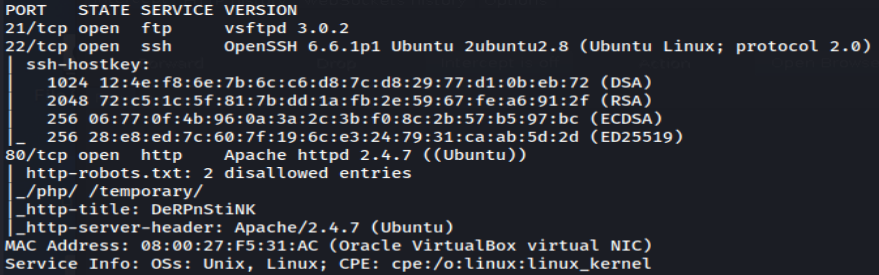 PORT STATE SERVICE VERSION
21/tcp open ftp vsftpd 3.0.2
22/tcp open ssh OpenSSH 6.6.1p1 Ubuntu 2ubuntu2.8 (Ubuntu Linux; protocol 2.0)
| ssh-hostkey:
| 1024 12:4e:f8:6e:7b:6c:c6:d8:7c:d8:29:77:d1:0b:eb:72 (DSA)
| 2048 72:c5:1c:5f:81:7b:dd:1a:fb:2e:59:67:fe:a6:91:2f (RSA)
| 256 06:77:0f:4b:96:0a:3a:2c:3b:f0:8c:2b:57:b5:97:bc (ECDSA)
|_ 256 28:e8:ed:7c:60:7f:19:6c:e3:24:79:31:ca:ab:5d:2d (ED25519)
80/tcp open http Apache httpd 2.4.7 ((Ubuntu))
| http-robots.txt: 2 disallowed entries
|_/php/ /temporary/
|_http-title: DeRPnStiNK
|_http-server-header: Apache/2.4.7 (Ubuntu)
MAC Address: 08:00:27:F5:31:AC (Oracle VirtualBox virtual NIC)
Service Info: OSs: Unix, Linux; CPE: cpe:/o:linux:linux_kernel